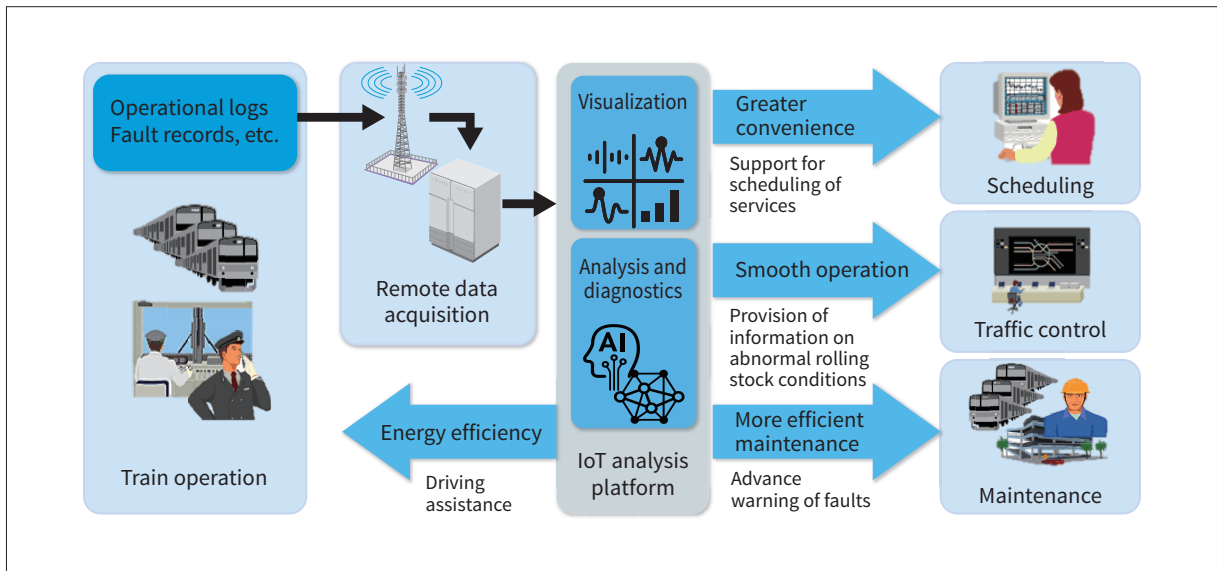 Operational logs
Fault records, etc.
Train operation
Remote data
acquisition
Visualization
Analysis and
diagnostics
AI
IoT analysis
platform
Energy efficiency
Driving
assistance
Greater
convenience
Support for
scheduling of
services
Smooth operation
Provision of
information on
abnormal rolling
stock conditions
More efficient
maintenance
Advance
warning of faults
Scheduling
Traffic control
Maintenance